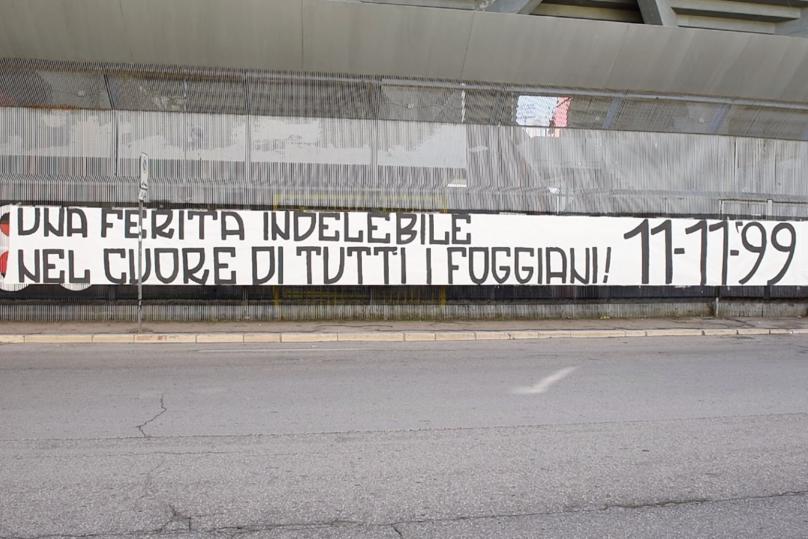 UNA FERITA INDELEBILE
NEL CUORE DI TUTTI I FOGGIANI! 11-11-'99